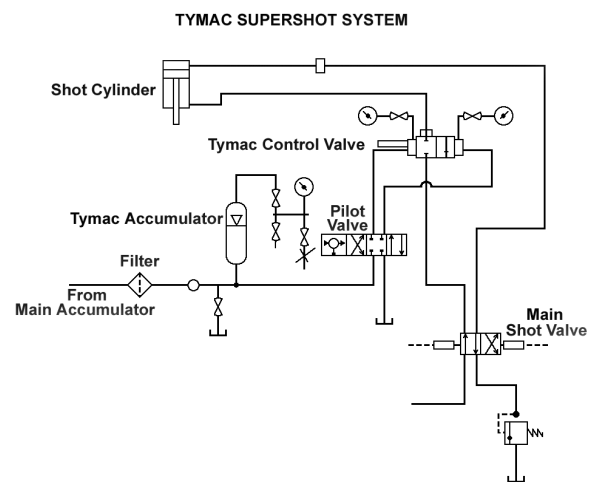 TYMAC SUPERSHOT SYSTEM
Shot Cylinder
Tymac Control Valve
Tymac Accumulator
Pilot
Valve
Filter
From
Main Accumulator
Main
Shot Valve